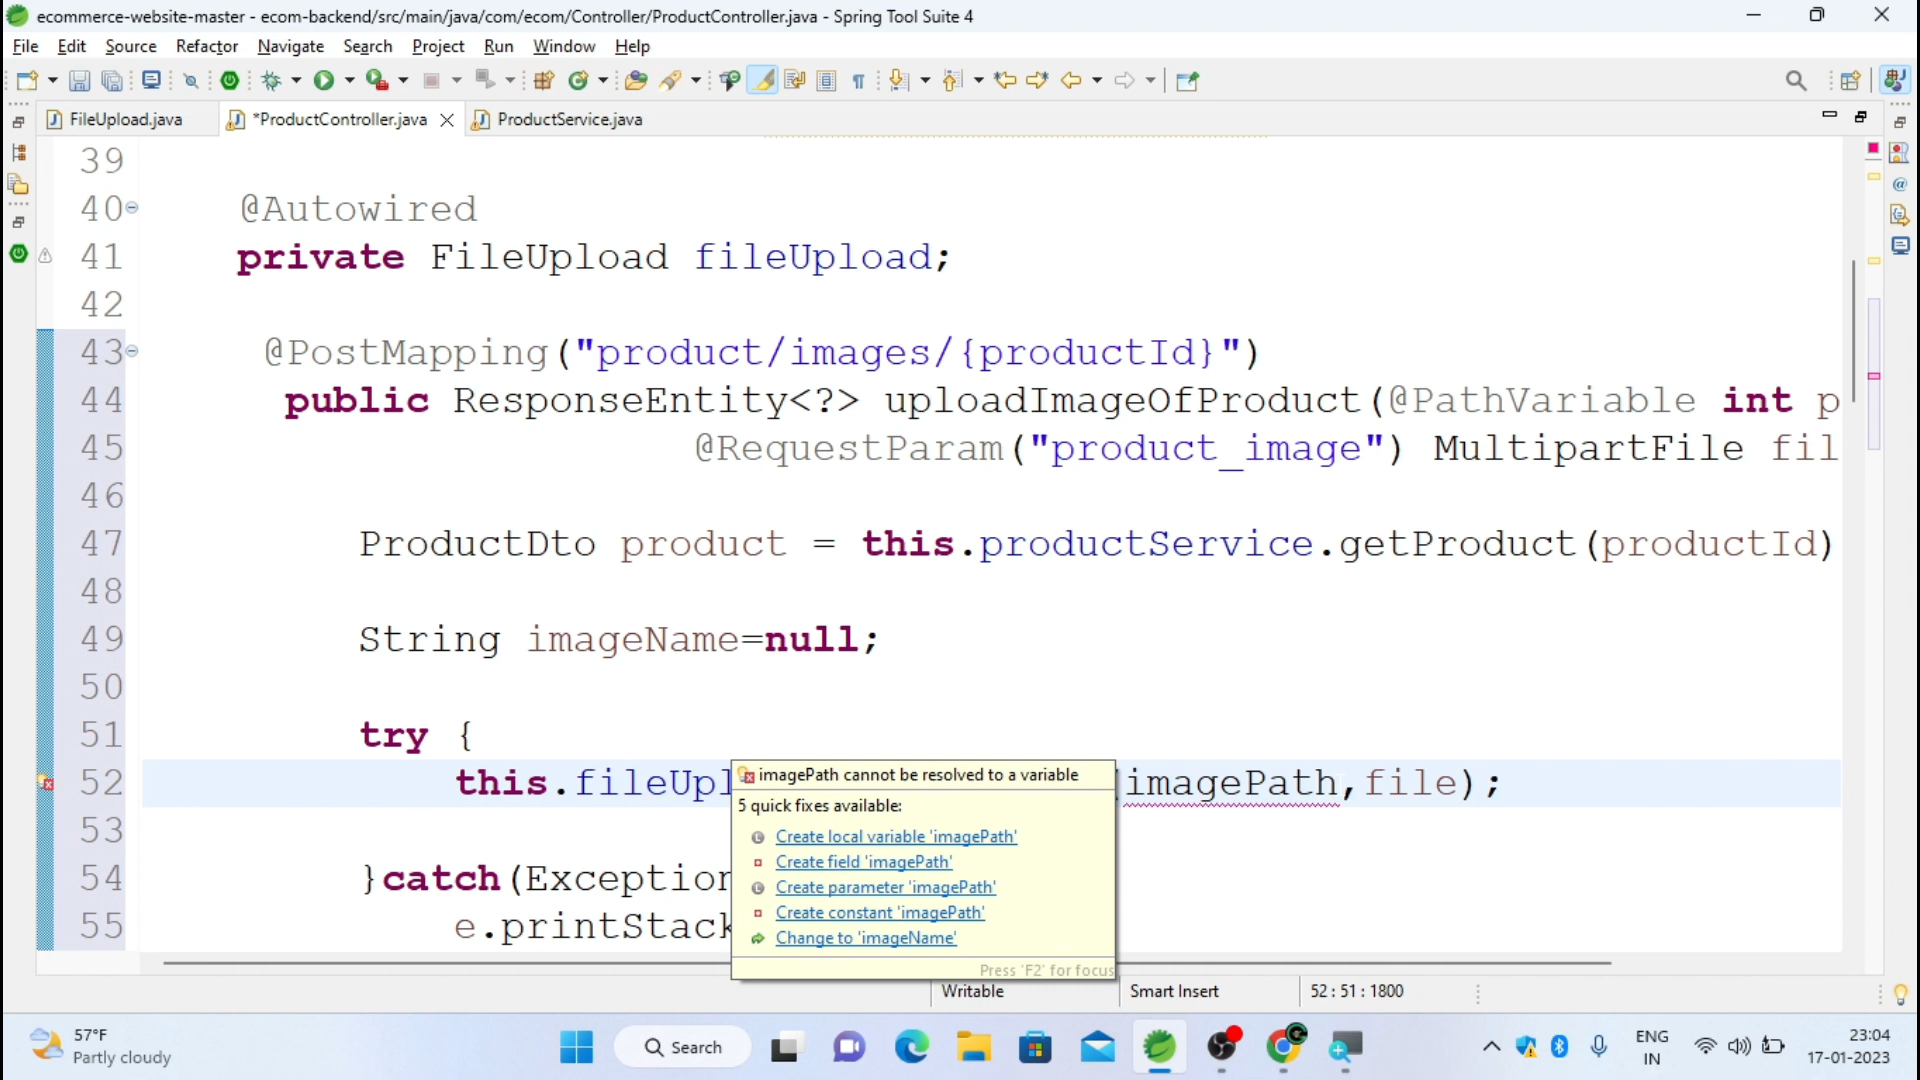 ecommerce-website-master - ecom-backend/src/main/java/com/ecom/Controller/ProductController.java - Spring Tool Suite 4
File Edit Source Refactor Navigate Search Project Run Window Help
FileUpload.java *ProductController.java ProductService.java
39
40 @Autowired
41 private FileUpload fileUpload;
42
43 @PostMapping("product/images/{productId}")
44 public ResponseEntity<?> uploadImageOfProduct(@PathVariable int p
45 @RequestParam("product_image") MultipartFile fil
46
47 ProductDto product = this.productService.getProduct(productId)
48
49 String imageName=null;
50
51 try {
52 this.fileUpl (imagePath,file);
53
54 }catch(Exception
55 e.printStack
imagePath cannot be resolved to a variable
5 quick fixes available:
Create local variable 'imagePath'
Create field 'imagePath'
Create parameter 'imagePath'
Create constant 'imagePath'
Change to 'imageName'
Press 'F2' for focus
Writable Smart Insert 52 : 51 : 1800
57°F
Partly cloudy
Search
ENG
IN
23:04
17-01-2023